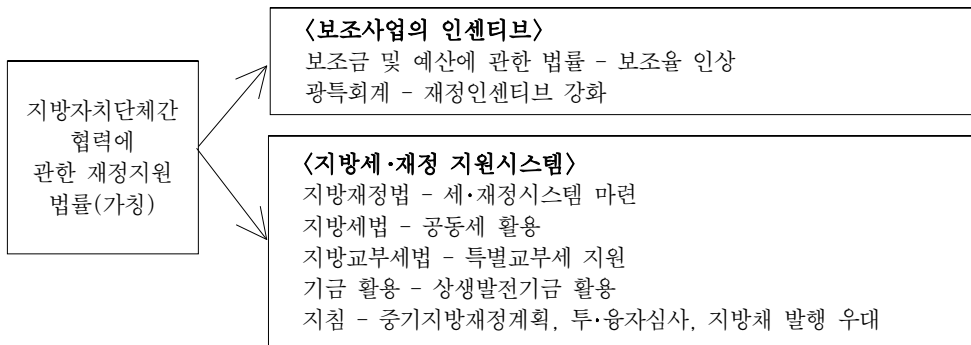 지방자치단체간
협력에
관한 재정지원
법률(가칭)
〈보조사업의 인센티브〉
보조금 및 예산에 관한 법률 - 보조율 인상
광특회계 - 재정인센티브 강화
〈지방세·재정 지원시스템〉
지방재정법 - 세·재정시스템 마련
지방세법 - 공동세 활용
지방교부세법 - 특별교부세 지원
기금 활용 - 상생발전기금 활용
지침 - 중기지방재정계획, 투·융자심사, 지방채 발행 우대